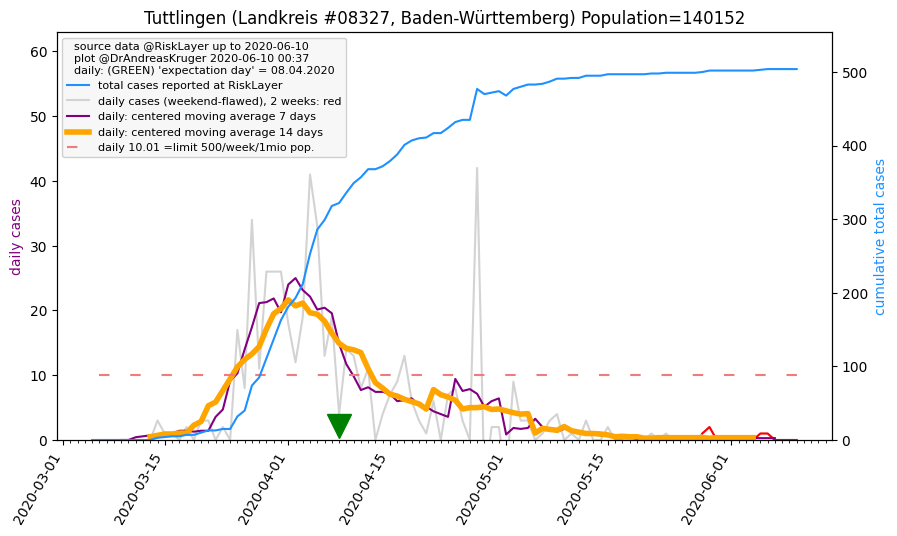 Tuttlingen (Landkreis #08327, Baden-Württemberg) Population=140152
source data @RiskLayer up to 2020-06-10
plot @DrAndreasKruger 2020-06-10 00:37
daily: (GREEN) 'expectation day' = 08.04.2020
total cases reported at RiskLayer
daily cases (weekend-flawed), 2 weeks: red
daily: centered moving average 7 days
daily: centered moving average 14 days
daily 10.01 =limit 500/week/1mio pop.
daily cases
60
50
40
30
20
10
0
cumulative total cases
500
400
300
200
100
0
2020-03-01
2020-03-15
2020-04-01
2020-04-15
2020-05-01
2020-05-15
2020-06-01